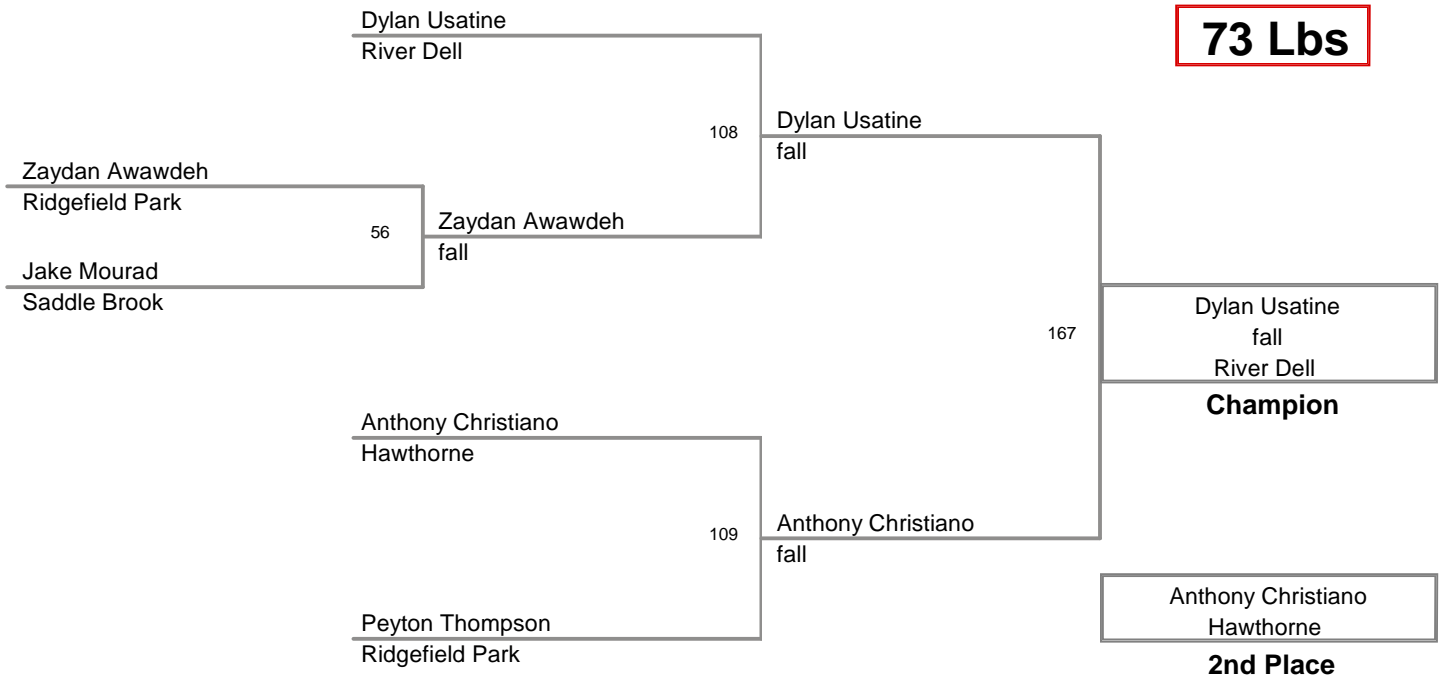 Dylan Usatine
River Dell
73 Lbs
108
Dylan Usatine
fall
Zaydan Awawdeh
Ridgefield Park
56
Zaydan Awawdeh
fall
Jake Mourad
Saddle Brook
167
Dylan Usatine
fall
River Dell
Champion
Anthony Christiano
Hawthorne
109
Anthony Christiano
fall
Peyton Thompson
Ridgefield Park
Anthony Christiano
Hawthorne
2nd Place